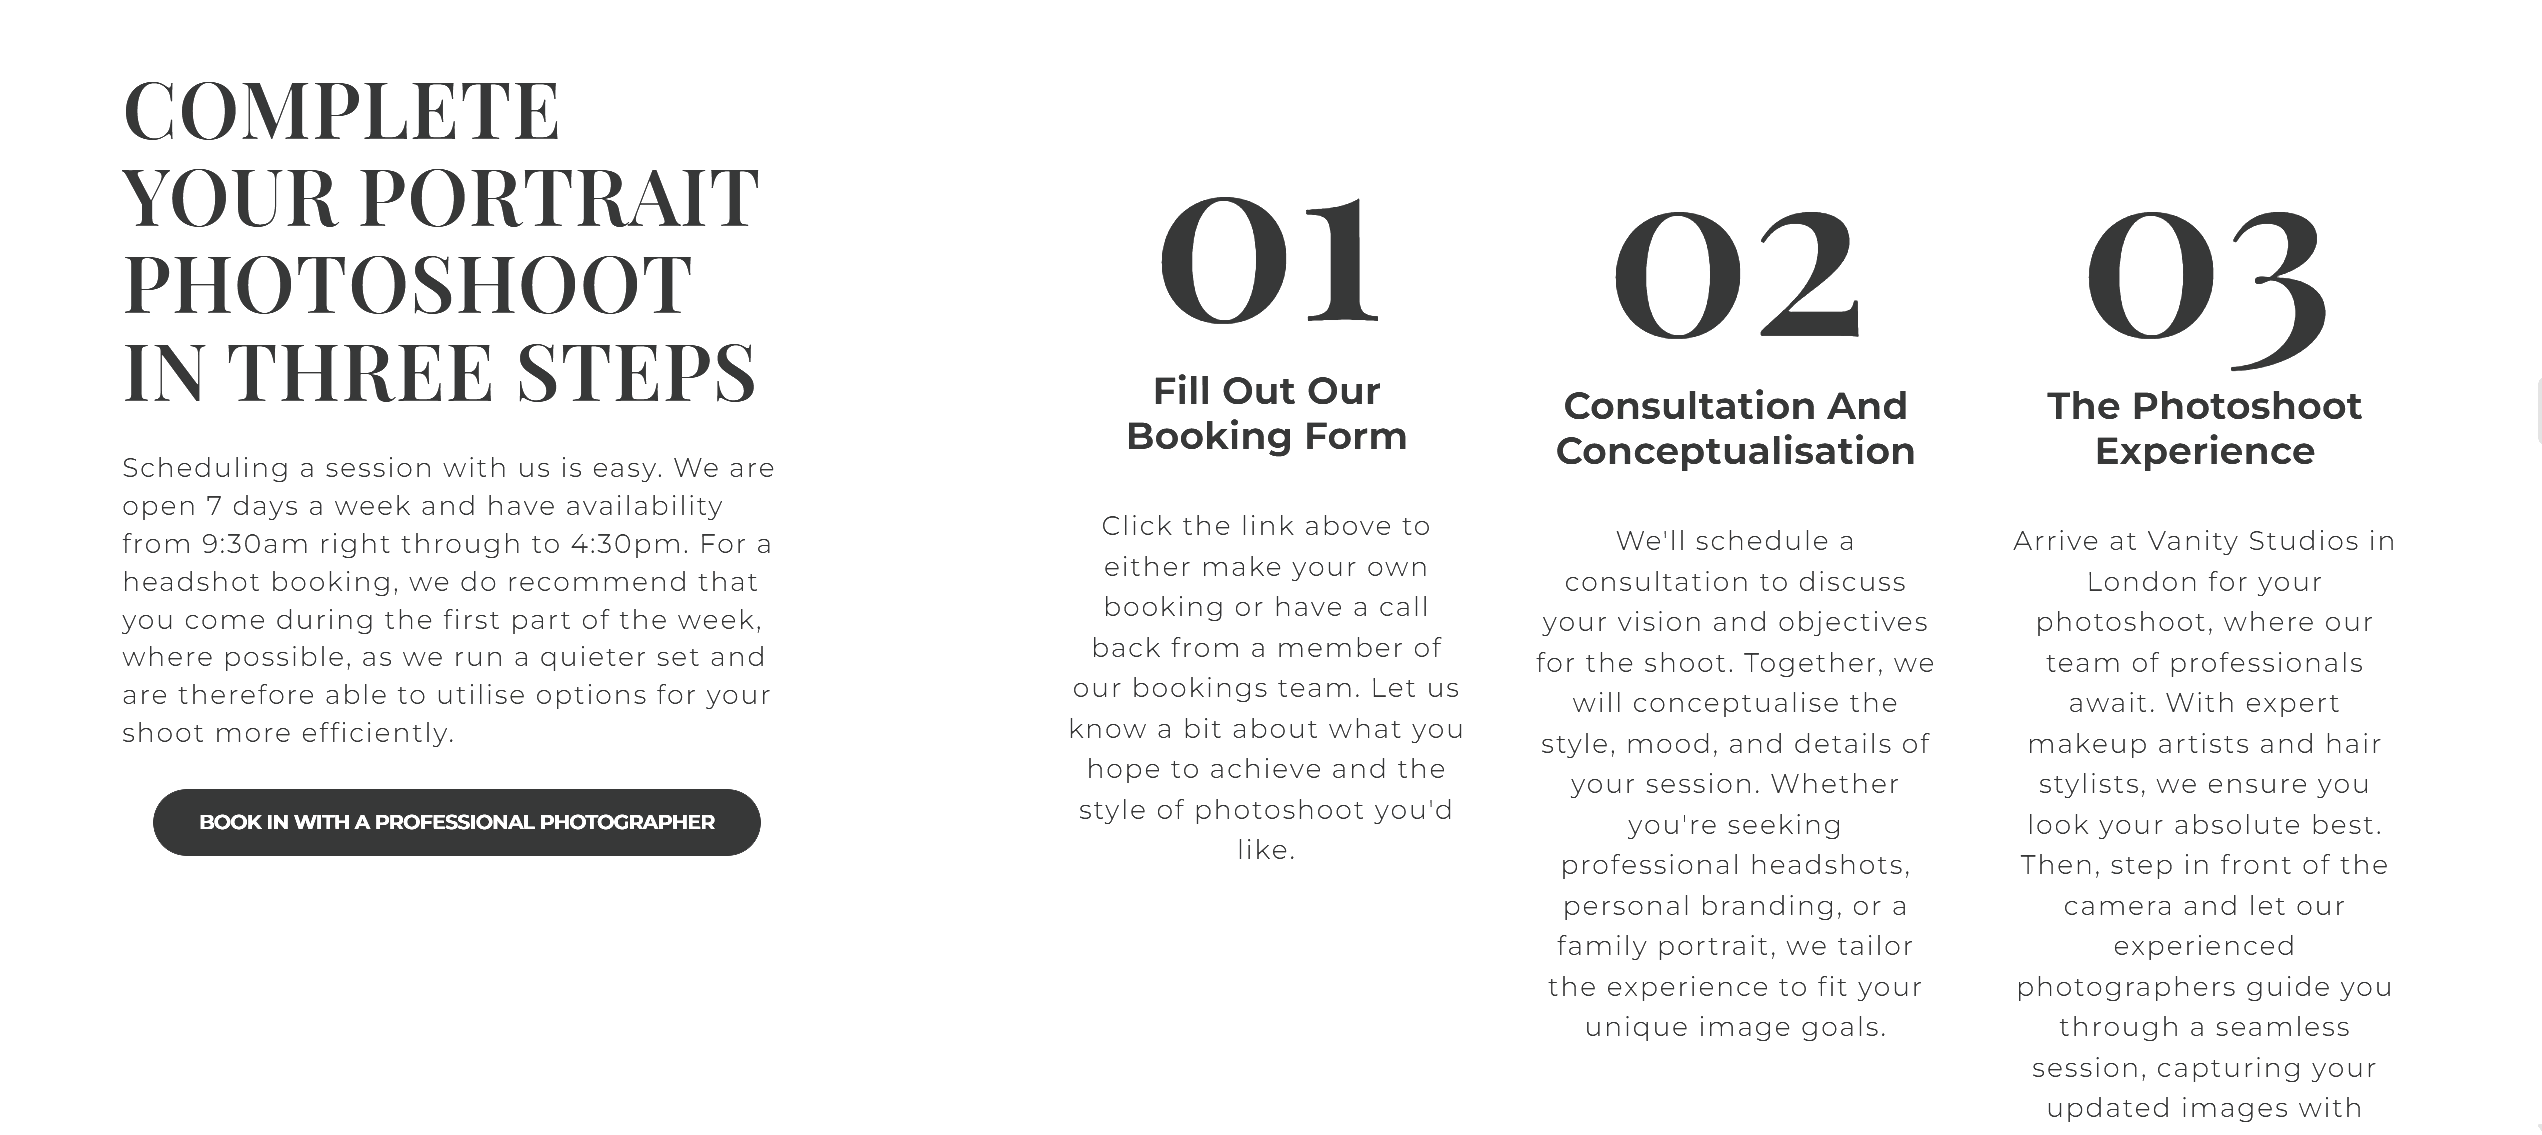 COMPLETE
YOUR PORTRAIT
PHOTOSHOOT
IN THREE STEPS
Scheduling a session with us is easy. We are
open 7 days a week and have availability
from 9:30am right through to 4:30pm. For a
headshot booking, we do recommend that
you come during the first part of the week,
where possible, as we run a quieter set and
are therefore able to utilise options for your
shoot more efficiently.
BOOK IN WITH A PROFESSIONAL PHOTOGRAPHER
01
Fill Out Our
Booking Form
Click the link above to
either make your own
booking or have a call
back from a member of
our bookings team. Let us
know a bit about what you
hope to achieve and the
style of photoshoot you'd
like.
02
Consultation And
Conceptualisation
We'll schedule a
consultation to discuss
your vision and objectives
for the shoot. Together, we
will conceptualise the
style, mood, and details of
your session. Whether
you're seeking
professional headshots,
personal branding, or a
family portrait, we tailor
the experience to fit your
unique image goals.
03
The Photoshoot
Experience
Arrive at Vanity Studios in
London for your
photoshoot, where our
team of professionals
await. With expert
makeup artists and hair
stylists, we ensure you
look your absolute best.
Then, step in front of the
camera and let our
experienced
photographers guide you
through a seamless
session, capturing your
updated images with